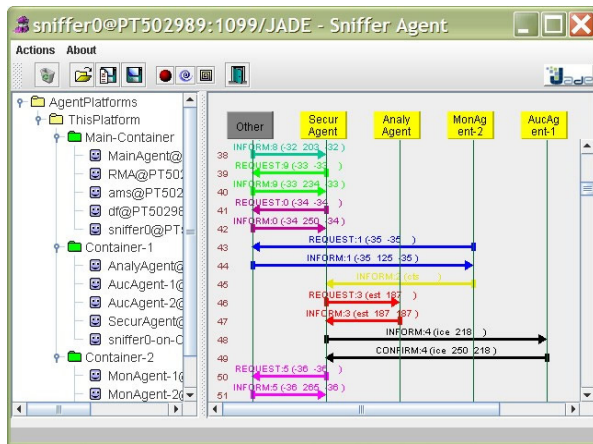 sniffer0@PT502989:1099/JADE - Sniffer Agent
Actions About
Jade
AgentPlatforms
ThisPlatform
Main-Container
MainAgent@
RMA@PT502
ams@PT502
df@PT50298
sniffer0@PT
Container-1
AnalyAgent@
AucAgent-1@
AucAgent-2@
SecurAgent@
sniffer0-on-C
Container-2
MonAgent-1@
MonAgent-2@
Other
Secur
Agent
Analy
Agent
MonAg
ent-2
AucAg
ent-1
INFORM:8 (-32 203 -32 )
38
REQUEST:9 (-33 -33 )
39
INFORM:9 (-33 234 -33 )
40
REQUEST:0 (-34 -34 )
41
INFORM:0 (-34 250 -34 )
42
REQUEST:1 (-35 -35 )
43
INFORM:1 (-35 125 -35 )
44
INFORM:2 (cts )
45
REQUEST:3 (est 187 )
46
INFORM:3 (est 187 187 )
47
INFORM:4 (ice 218 )
48
CONFIRM:4 (ice 250 218 )
49
REQUEST:5 (-36 -36 )
50
INFORM:5 (-36 265 -36 )
51